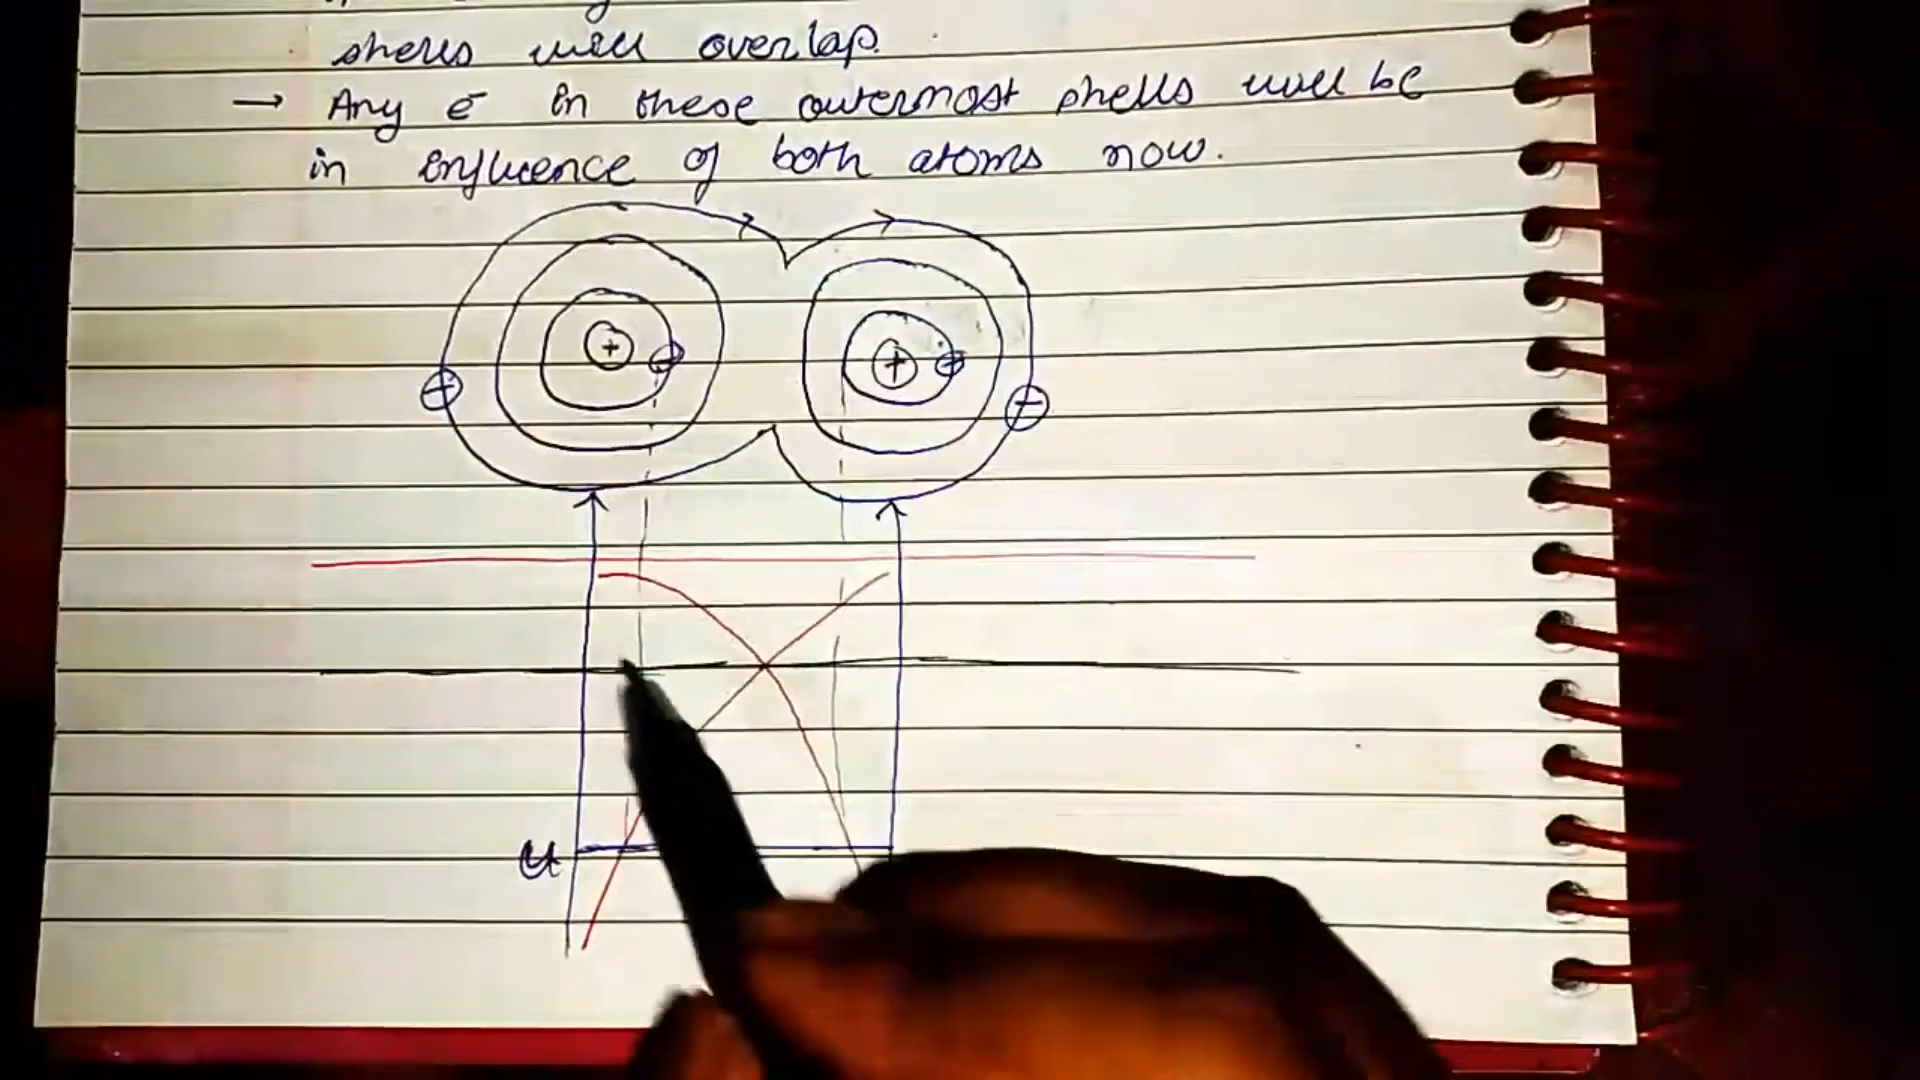 shells will overlap.
→ Any e⁻ in these outermost shells will be
in influence of both atoms now.
+
-
+
-
-
-
U